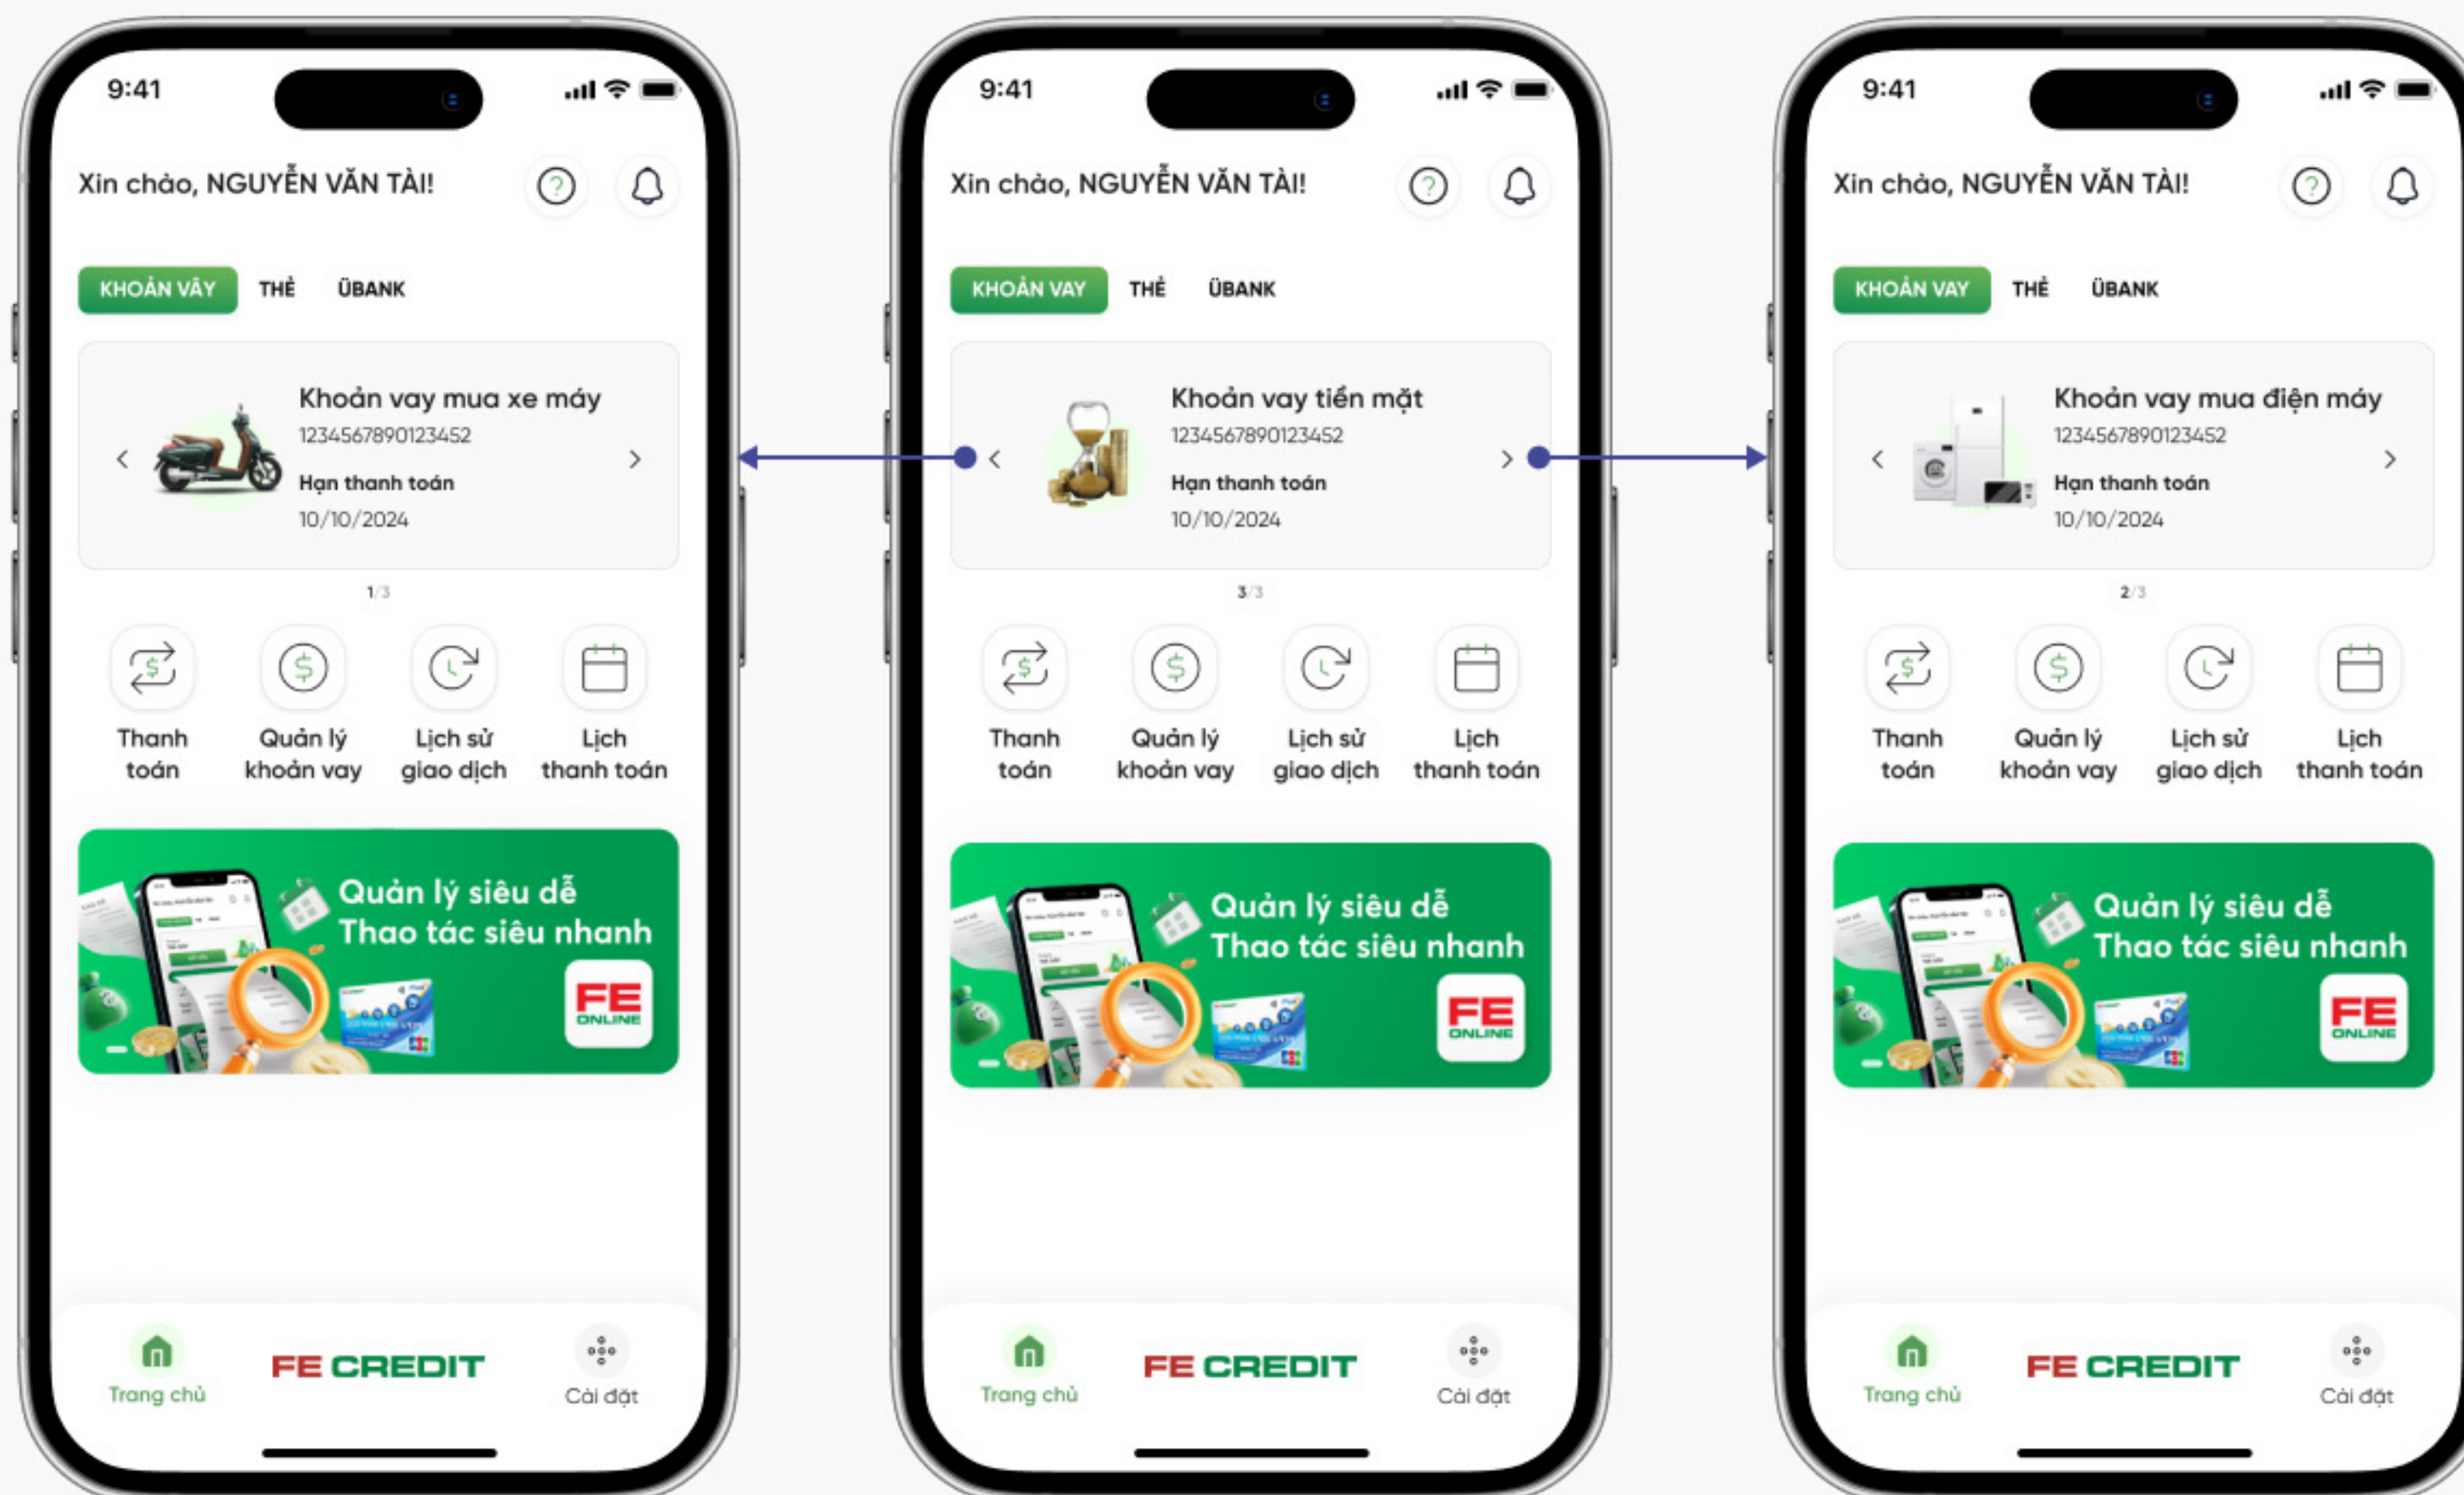 9:41
Xin chào, NGUYỄN VĂN TÀI!
KHOẢN VÂY THẺ ÜBANK
Khoản vay mua xe máy
1234567890123452
Hạn thanh toán
10/10/2024
1/3
Thanh toán
Quản lý khoản vay
Lịch sử giao dịch
Lịch thanh toán
Quản lý siêu dễ
Thao tác siêu nhanh
FE
ONLINE
Trang chủ
FE CREDIT
Cài đặt
9:41
Xin chào, NGUYỄN VĂN TÀI!
KHOẢN VAY THẺ ÜBANK
Khoản vay tiền mặt
1234567890123452
Hạn thanh toán
10/10/2024
3/3
Thanh toán
Quản lý khoản vay
Lịch sử giao dịch
Lịch thanh toán
Quản lý siêu dễ
Thao tác siêu nhanh
FE
ONLINE
Trang chủ
FE CREDIT
Cài đặt
9:41
Xin chào, NGUYỄN VĂN TÀI!
KHOẢN VAY THẺ ÜBANK
Khoản vay mua điện máy
1234567890123452
Hạn thanh toán
10/10/2024
2/3
Thanh toán
Quản lý khoản vay
Lịch sử giao dịch
Lịch thanh toán
Quản lý siêu dễ
Thao tác siêu nhanh
FE
ONLINE
Trang chủ
FE CREDIT
Cài đặt